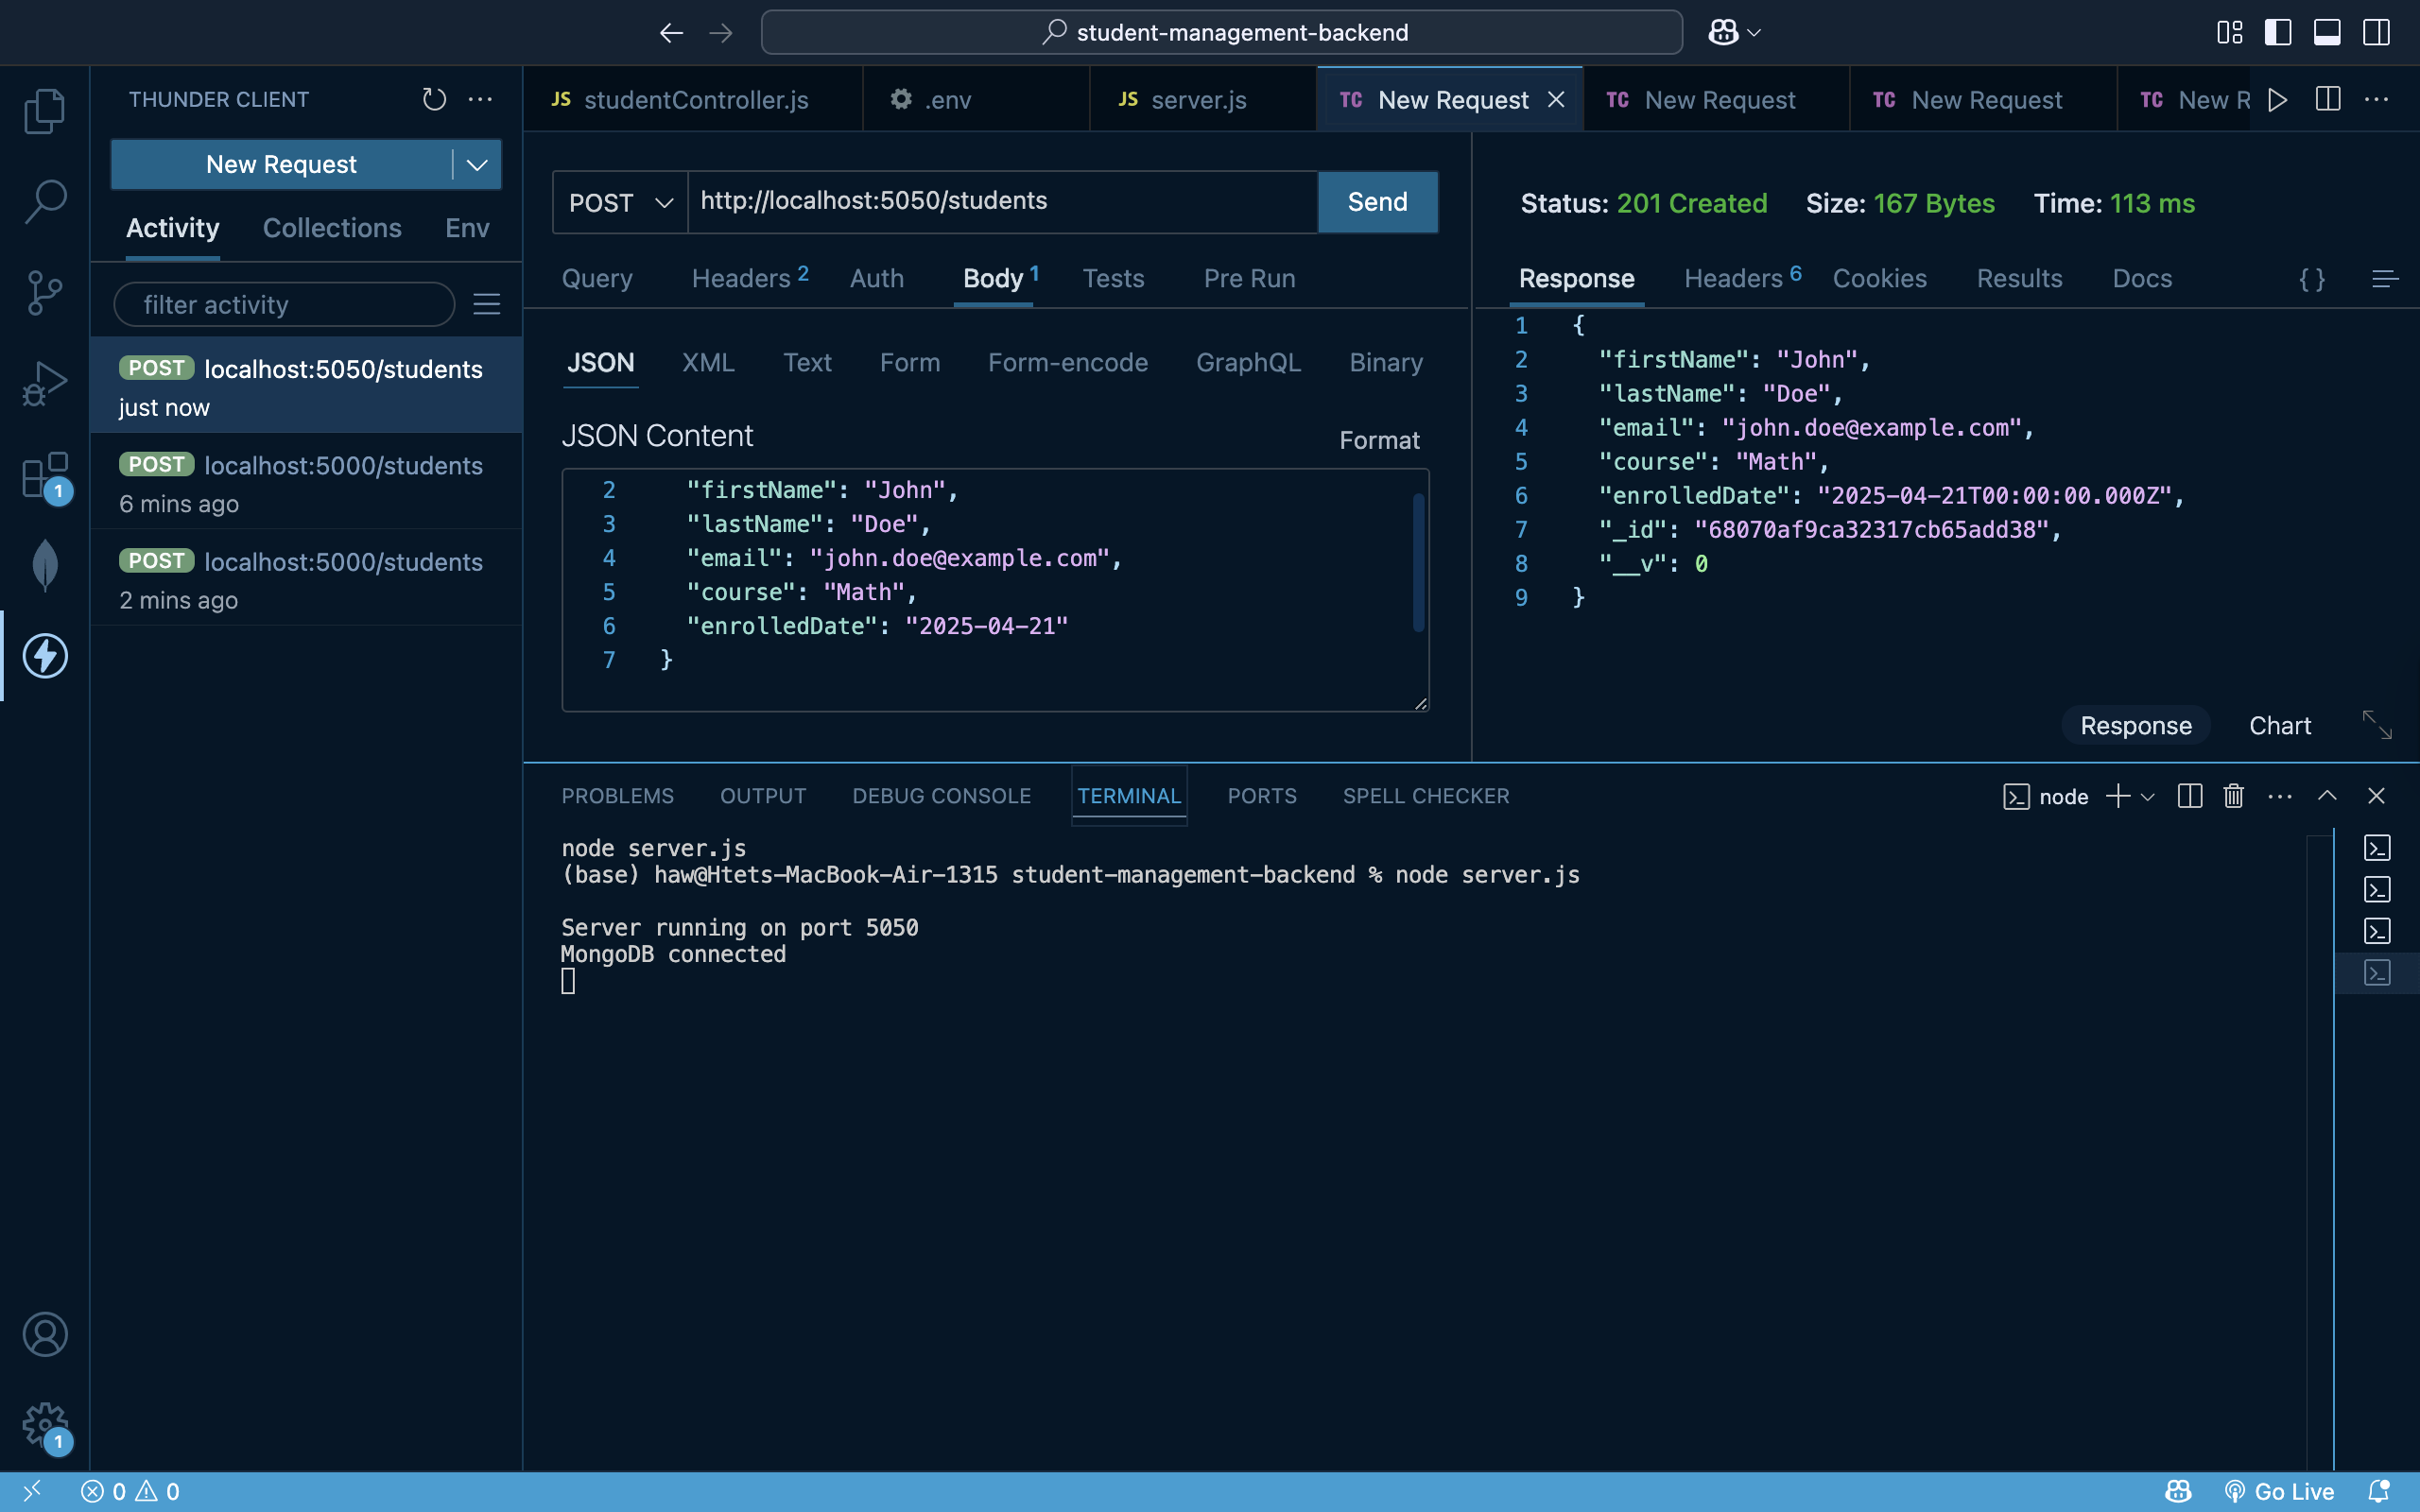 student-management-backend
THUNDER CLIENT
JS studentController.js
.env
JS server.js
TC New Request
TC New Request
TC New Request
TC New R
New Request
Activity Collections Env
filter activity
POST localhost:5050/students
just now
POST localhost:5000/students
6 mins ago
POST localhost:5000/students
2 mins ago
POST http://localhost:5050/students Send
Query Headers 2 Auth Body 1 Tests Pre Run
JSON XML Text Form Form-encode GraphQL Binary
JSON Content Format
2 "firstName": "John",
3 "lastName": "Doe",
4 "email": "john.doe@example.com",
5 "course": "Math",
6 "enrolledDate": "2025-04-21"
7 }
Status: 201 Created Size: 167 Bytes Time: 113 ms
Response Headers 6 Cookies Results Docs {}
1 {
2 "firstName": "John",
3 "lastName": "Doe",
4 "email": "john.doe@example.com",
5 "course": "Math",
6 "enrolledDate": "2025-04-21T00:00:00.000Z",
7 "_id": "68070af9ca32317cb65add38",
8 "__v": 0
9 }
Response Chart
PROBLEMS OUTPUT DEBUG CONSOLE TERMINAL PORTS SPELL CHECKER
node
node server.js
(base) haw@Htets-MacBook-Air-1315 student-management-backend % node server.js
Server running on port 5050
MongoDB connected
1
1
0 0
Go Live